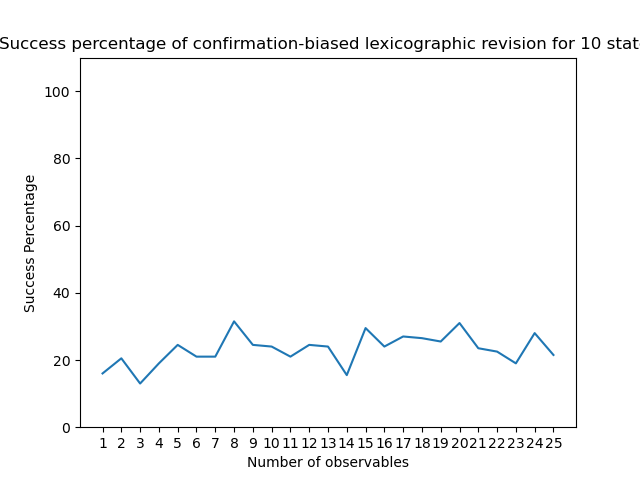 Success percentage of confirmation-biased lexicographic revision for 10 stat
100
80
60
40
20
0
Success Percentage
1 2 3 4 5 6 7 8 9 10 11 12 13 14 15 16 17 18 19 20 21 22 23 24 25
Number of observables